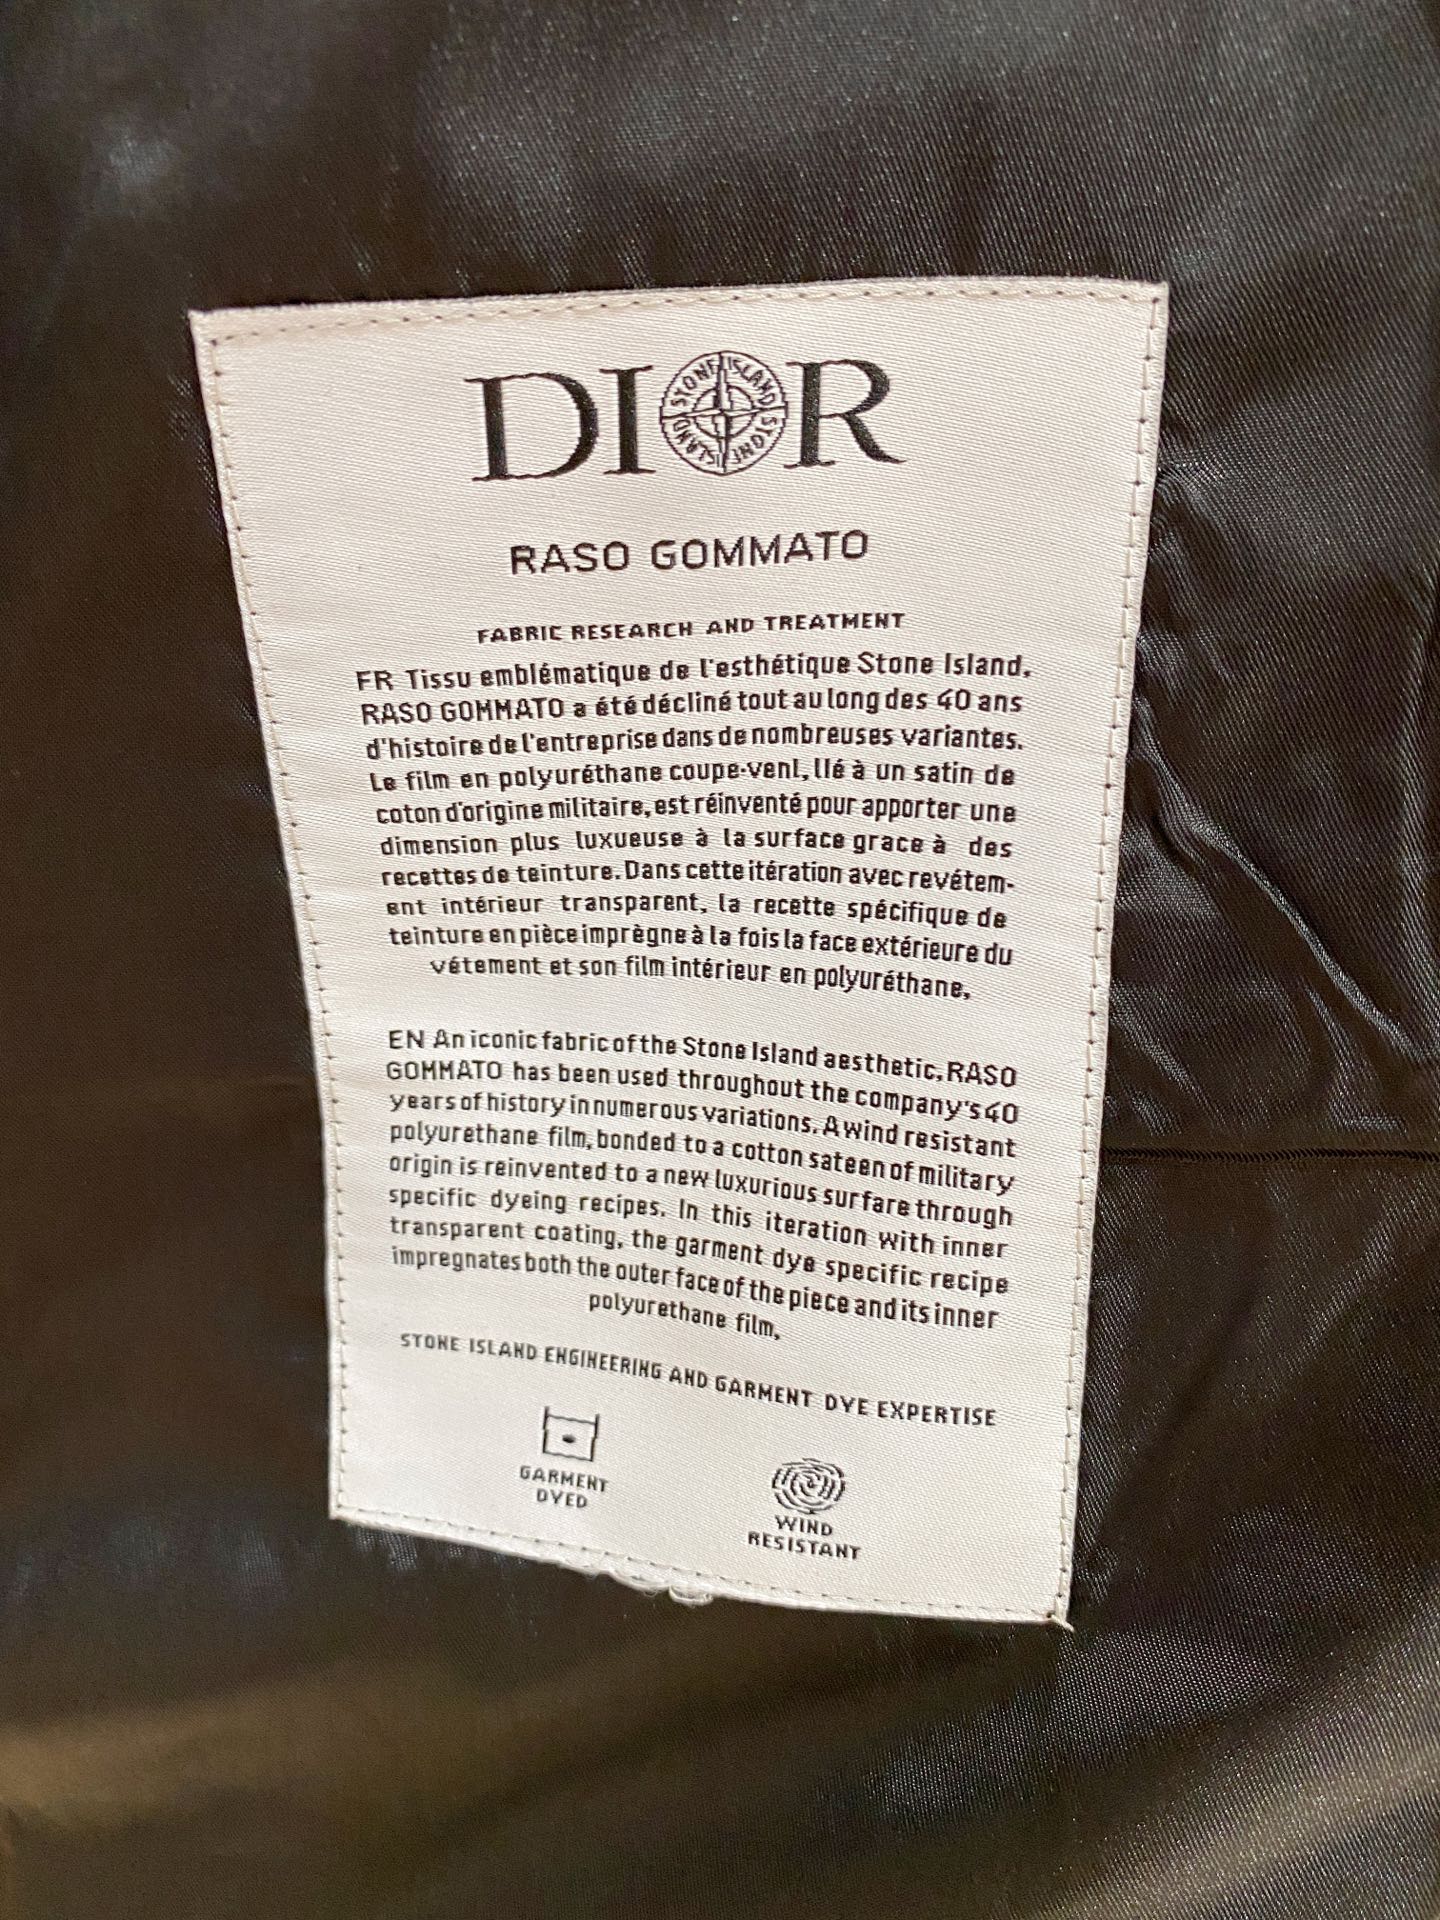 DIOR
STONE ISLAND STONE ISLAND
RASO GOMMATO
FABRIC RESEARCH AND TREATMENT
FR Tissu emblématique de l'esthétique Stone Island.
RASO GOMMATO a été décliné tout au long des 40 ans
d'histoire de l'entreprise dans de nombreuses variantes.
Le film en polyuréthane coupe-venl, llé à un satin de
coton d'origine militaire, est réinventé pour apporter une
dimension plus luxueuse à la surface grace à des
recettes de teinture. Dans cette itération avec revétem-
ent intérieur transparent, la recette spécifique de
teinture en pièce imprègne à la fois la face extérieure du
vétement et son film intérieur en polyuréthane,
EN An iconic fabric of the Stone Island aesthetic, RASO
GOMMATO has been used throughout the company's 40
years of history in numerous variations. A wind resistant
polyurethane film, bonded to a cotton sateen of military
origin is reinvented to a new luxurious surfare through
specific dyeing recipes. In this iteration with inner
transparent coating, the garment dye specific recipe
impregnates both the outer face of the piece and its inner
polyurethane film,
STONE ISLAND ENGINEERING AND GARMENT DYE EXPERTISE
GARMENT
DYED
WIND
RESISTANT